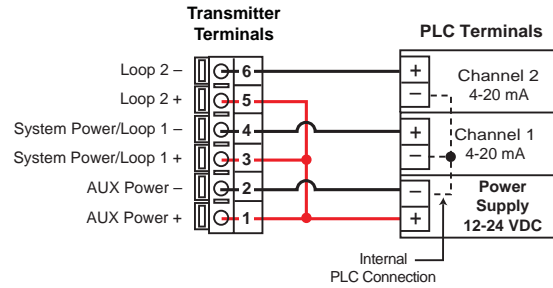 Transmitter
Terminals
PLC Terminals
Loop 2 –
6
+
Channel 2
4-20 mA
Loop 2 +
5
–
System Power/Loop 1 –
4
+
Channel 1
4-20 mA
System Power/Loop 1 +
3
–
AUX Power –
2
–
Power
Supply
12-24 VDC
AUX Power +
1
+
Internal
PLC Connection